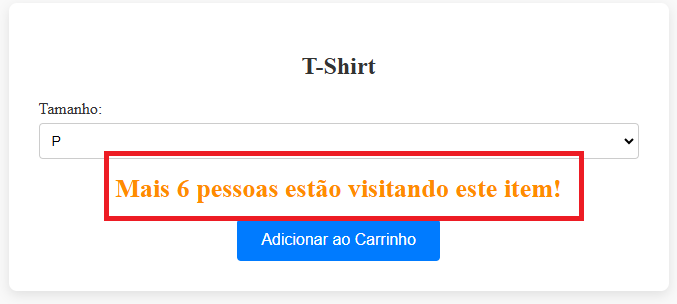 T-Shirt
Tamanho:
P
Mais 6 pessoas estão visitando este item!
Adicionar ao Carrinho